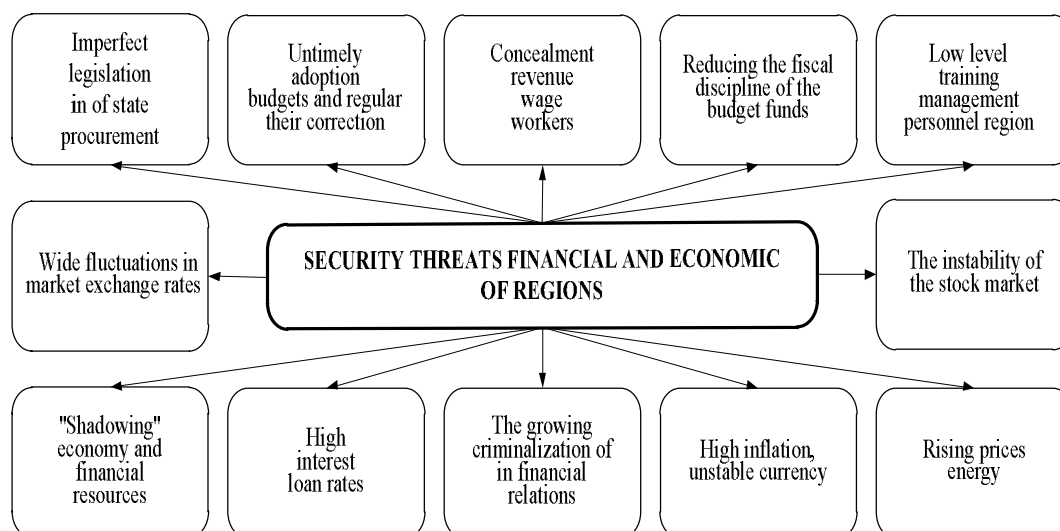 Imperfect
legislation
in of state
procurement
Untimely
adoption
budgets and regular
their correction
Concealment
revenue
wage
workers
Reducing the fiscal
discipline of the
budget funds
Low level
training
management
personnel region
Wide fluctuations in
market exchange rates
SECURITY THREATS FINANCIAL AND ECONOMIC
OF REGIONS
The instability of
the stock market
"Shadowing"
economy and
financial
resources
High
interest
loan rates
The growing
criminalization of
in financial
relations
High inflation,
unstable currency
Rising prices
energy